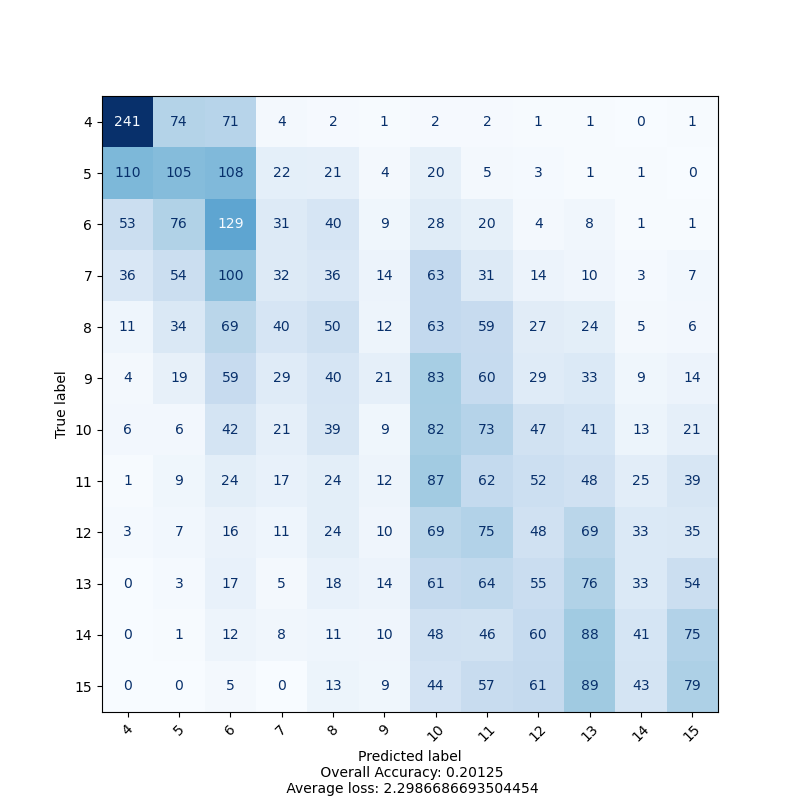 4 241 74 71 4 2 1 2 2 1 1 0 1
5 110 105 108 22 21 4 20 5 3 1 1 0
6 53 76 129 31 40 9 28 20 4 8 1 1
7 36 54 100 32 36 14 63 31 14 10 3 7
8 11 34 69 40 50 12 63 59 27 24 5 6
9 4 19 59 29 40 21 83 60 29 33 9 14
10 6 6 42 21 39 9 82 73 47 41 13 21
11 1 9 24 17 24 12 87 62 52 48 25 39
12 3 7 16 11 24 10 69 75 48 69 33 35
13 0 3 17 5 18 14 61 64 55 76 33 54
14 0 1 12 8 11 10 48 46 60 88 41 75
15 0 0 5 0 13 9 44 57 61 89 43 79
True label
4 5 6 7 8 9 10 11 12 13 14 15
Predicted label
Overall Accuracy: 0.20125
Average loss: 2.2986686693504454